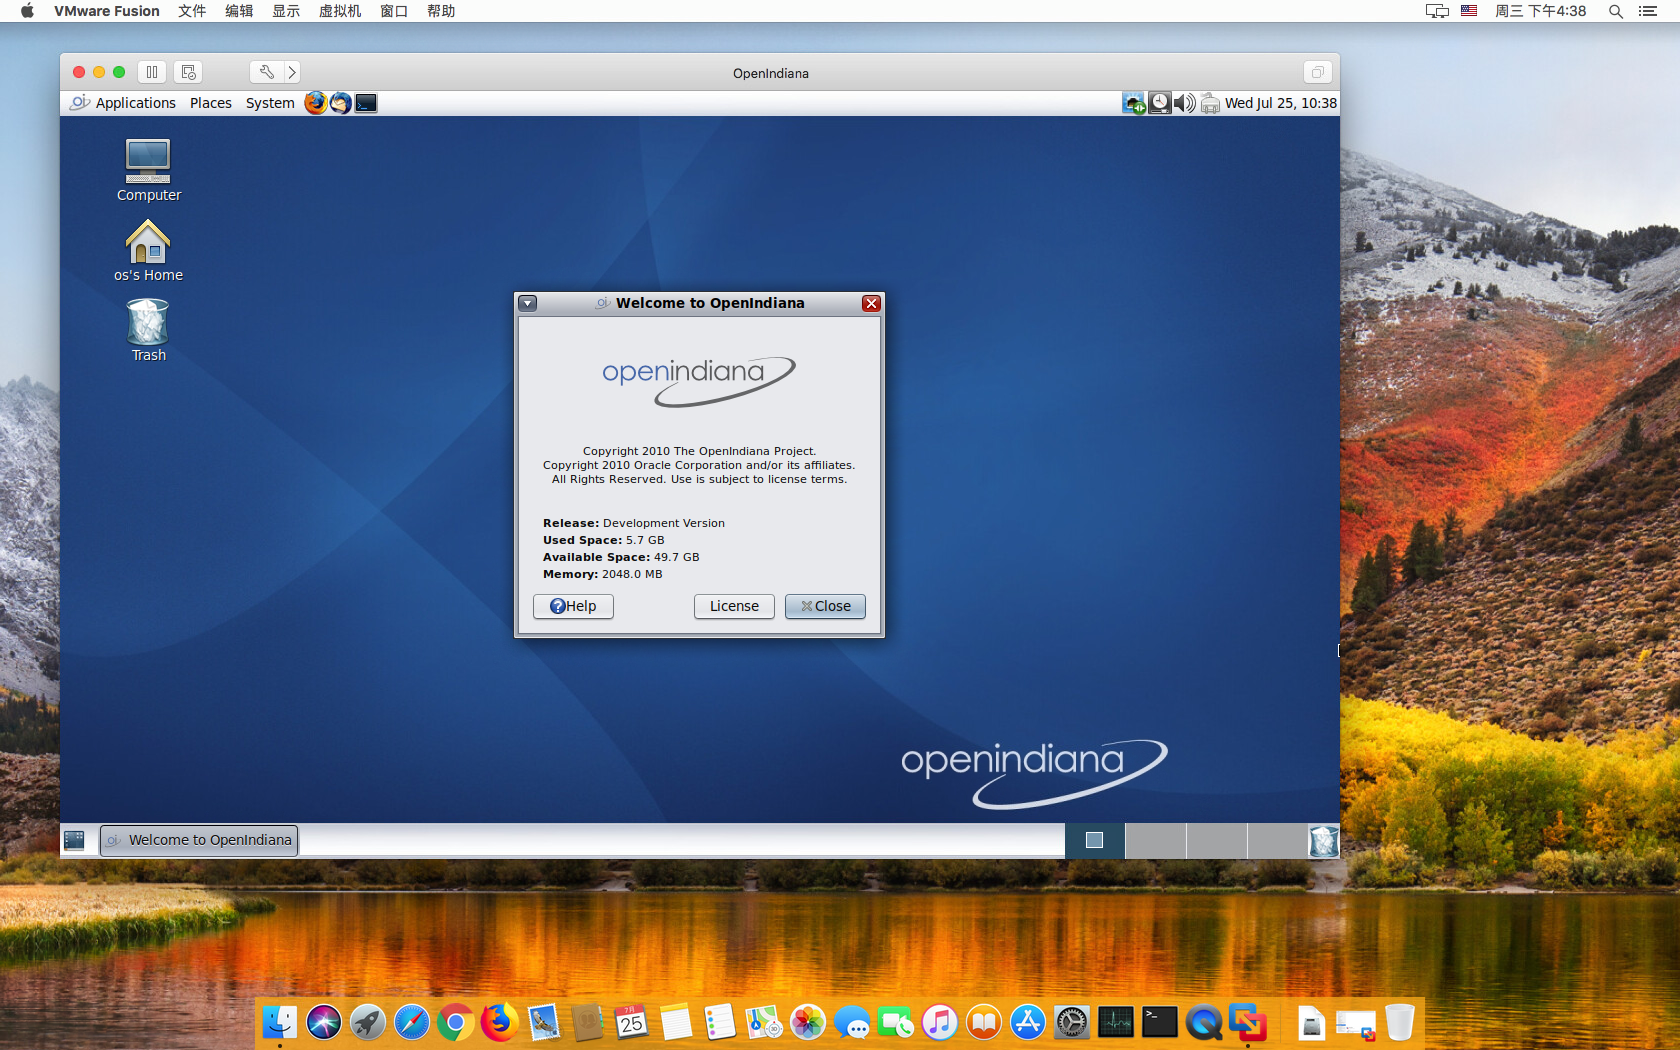 VMware Fusion 文件 编辑 显示 虚拟机 窗口 帮助 周三 下午4:38
OpenIndiana
Applications Places System Wed Jul 25, 10:38
Computer
os's Home
Trash
Welcome to OpenIndiana
openindiana
Copyright 2010 The OpenIndiana Project.
Copyright 2010 Oracle Corporation and/or its affiliates.
All Rights Reserved. Use is subject to license terms.
Release: Development Version
Used Space: 5.7 GB
Available Space: 49.7 GB
Memory: 2048.0 MB
Help License Close
openindiana
Welcome to OpenIndiana
7月
25